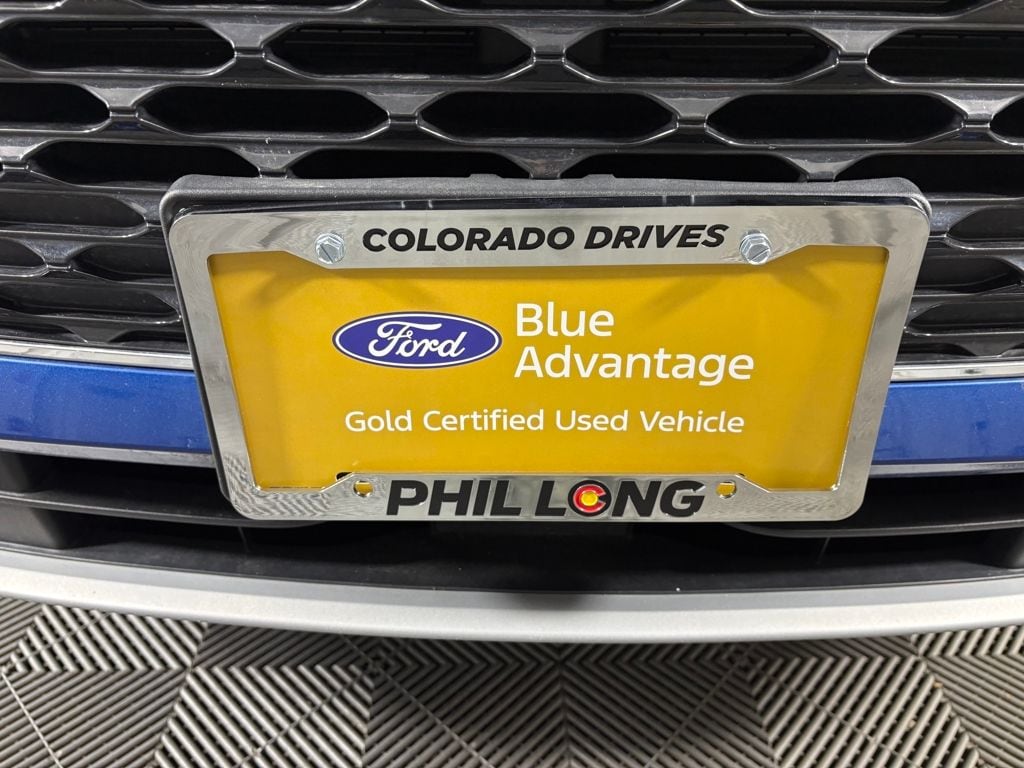 COLORADO DRIVES
Ford
Blue
Advantage
Gold Certified Used Vehicle
PHIL LONG